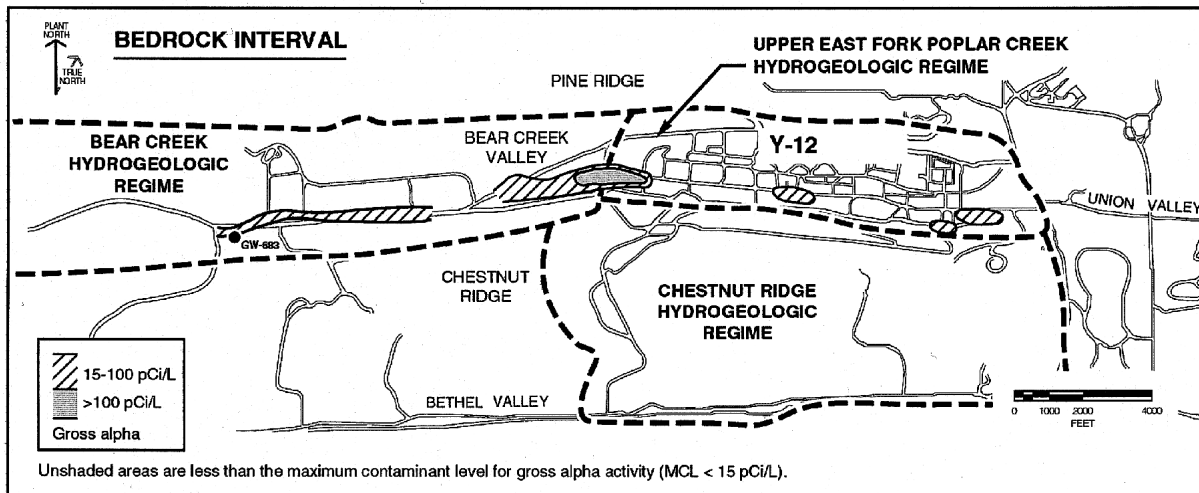 PLANT
NORTH
TRUE
NORTH
BEDROCK INTERVAL
UPPER EAST FORK POPLAR CREEK
HYDROGEOLOGIC REGIME
PINE RIDGE
BEAR CREEK
HYDROGEOLOGIC
REGIME
BEAR CREEK
VALLEY
Y-12
UNION VALLEY
GW-683
CHESTNUT
RIDGE
CHESTNUT RIDGE
HYDROGEOLOGIC
REGIME
15-100 pCi/L
>100 pCi/L
Gross alpha
BETHEL VALLEY
0 1000 2000 4000
FEET
Unshaded areas are less than the maximum contaminant level for gross alpha activity (MCL < 15 pCi/L).